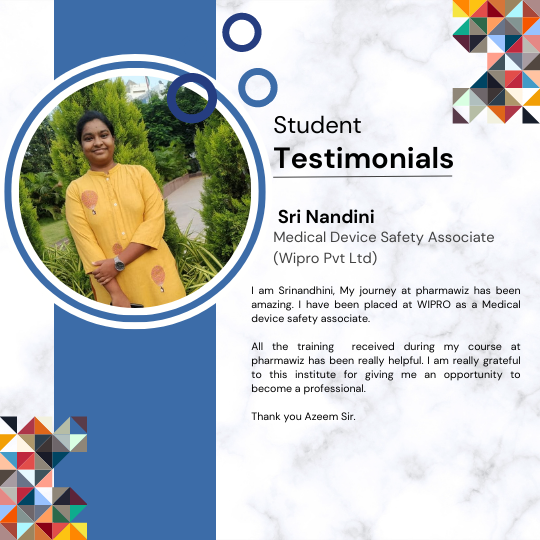 Student
Testimonials
Sri Nandini
Medical Device Safety Associate
(Wipro Pvt Ltd)
I am Srinandhini, My journey at pharmawiz has been
amazing. I have been placed at WIPRO as a Medical
device safety associate.
All the training received during my course at
pharmawiz has been really helpful. I am really grateful
to this institute for giving me an opportunity to
become a professional.
Thank you Azeem Sir.